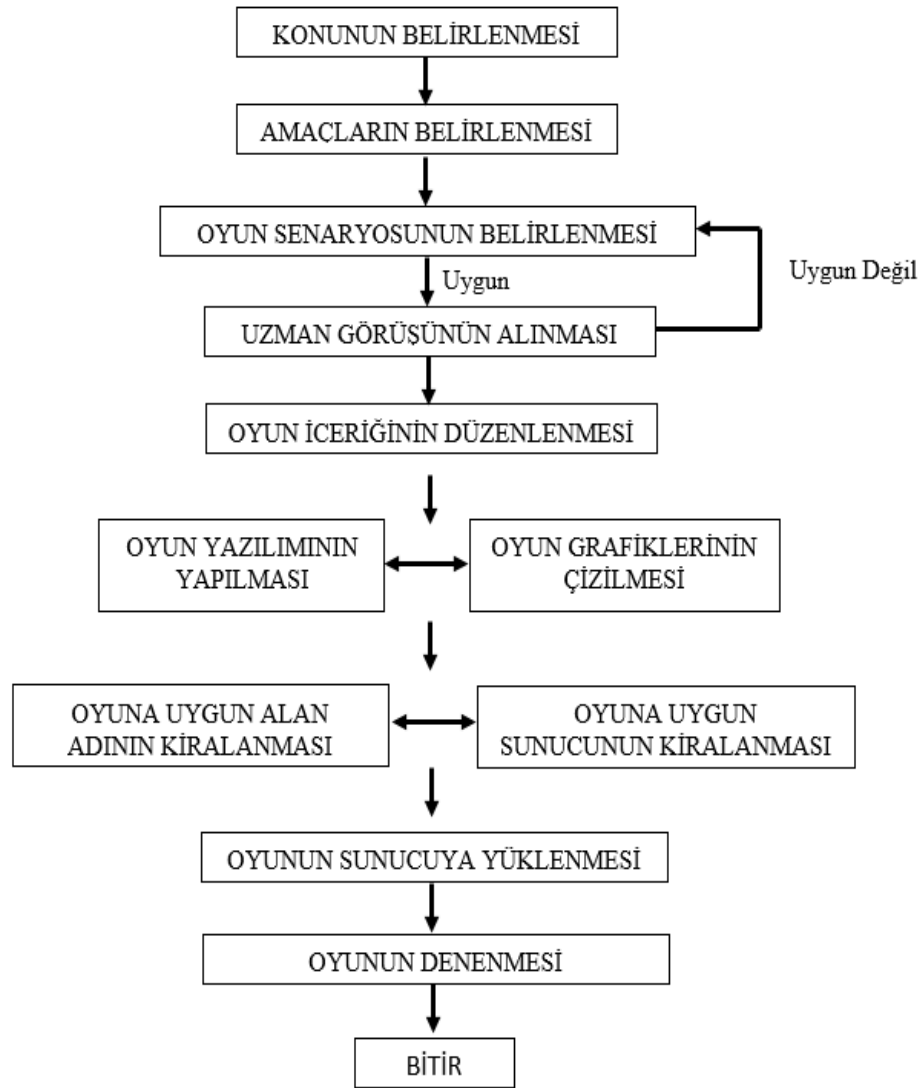 KONUNUN BELİRLENMESİ
AMAÇLARIN BELİRLENMESİ
OYUN SENARYOSUNUN BELİRLENMESİ
Uygun Değil
Uygun
UZMAN GÖRÜŞÜNÜN ALINMASI
OYUN İÇERİĞİNİN DÜZENLENMESİ
OYUN YAZILIMININ
YAPILMASI
OYUN GRAFİKLERİNİN
ÇİZİLMESİ
OYUNA UYGUN ALAN
ADININ KİRALANMASI
OYUNA UYGUN
SUNUCUNUN KİRALANMASI
OYUNUN SUNUCUYA YÜKLENMESİ
OYUNUN DENENMESİ
BİTİR